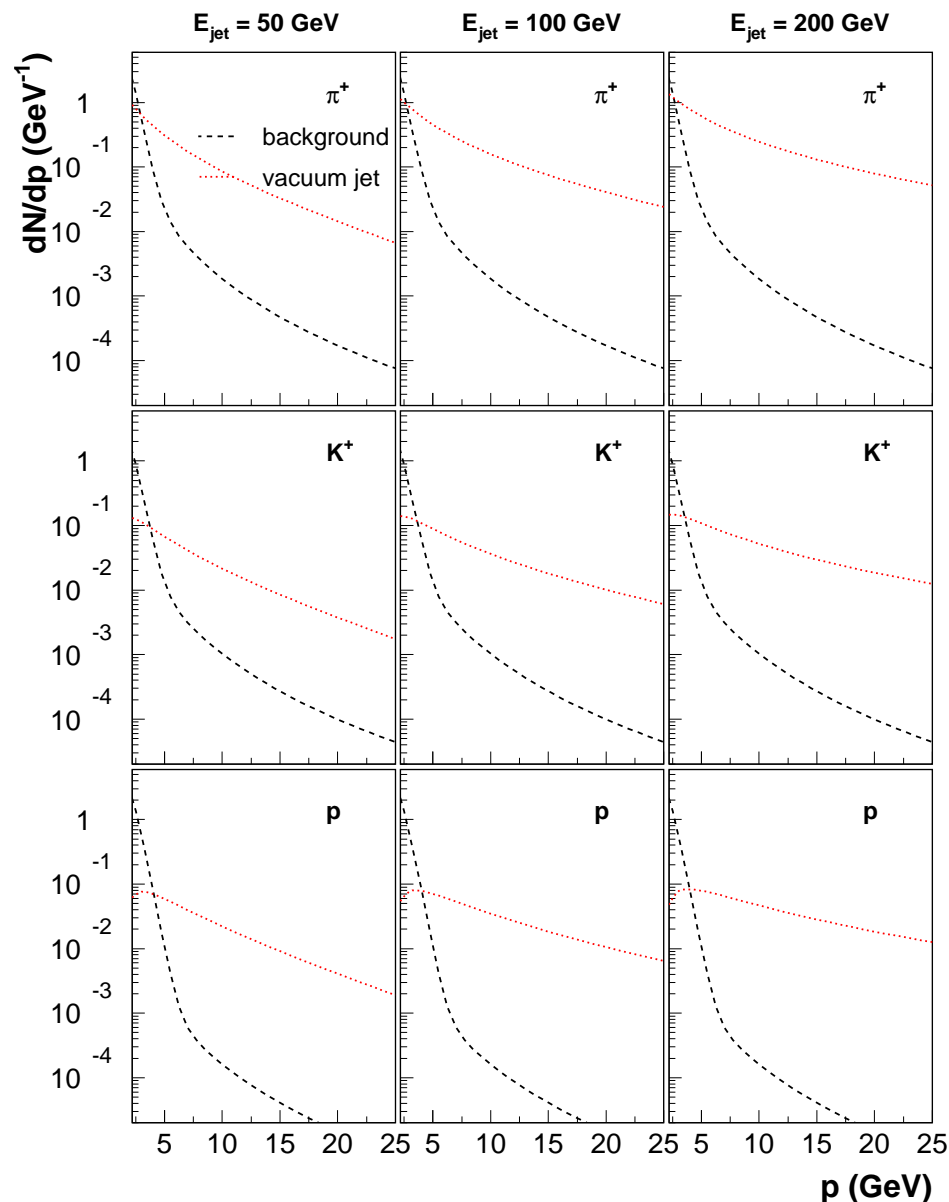 E_jet = 50 GeV E_jet = 100 GeV E_jet = 200 GeV
dN/dp (GeV⁻¹)
π⁺ π⁺ π⁺
background
vacuum jet
1
10⁻¹
10⁻²
10⁻³
10⁻⁴
K⁺ K⁺ K⁺
1
10⁻¹
10⁻²
10⁻³
10⁻⁴
p p p
1
10⁻¹
10⁻²
10⁻³
10⁻⁴
5 10 15 20 25 5 10 15 20 25 5 10 15 20 25
p (GeV)